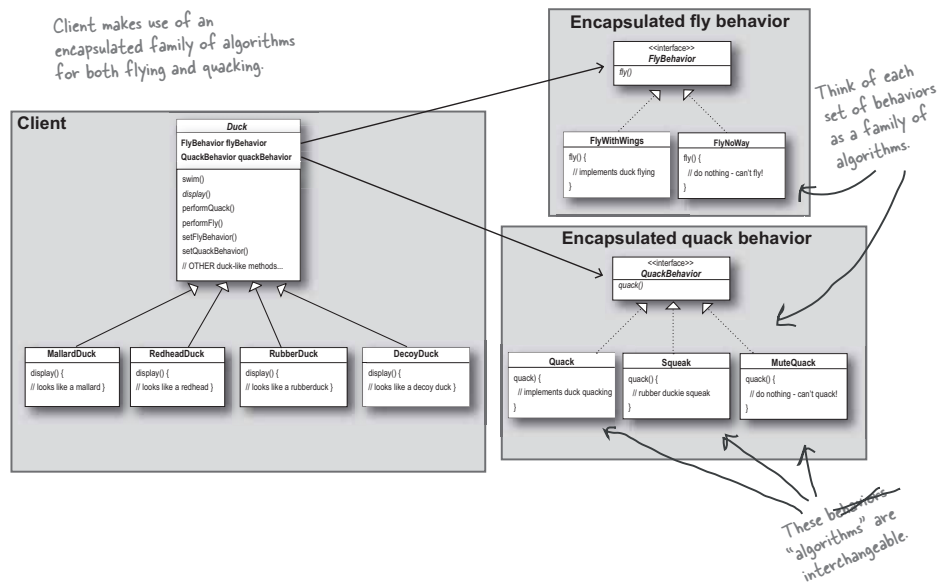 Client makes use of an
encapsulated family of algorithms
for both flying and quacking.
Client
Duck
FlyBehavior flyBehavior
QuackBehavior quackBehavior
swim()
display()
performQuack()
performFly()
setFlyBehavior()
setQuackBehavior()
// OTHER duck-like methods...
MallardDuck
display() {
// looks like a mallard }
RedheadDuck
display() {
// looks like a redhead }
RubberDuck
display() {
// looks like a rubberduck }
DecoyDuck
display() {
// looks like a decoy duck }
Encapsulated fly behavior
<<interface>>
FlyBehavior
fly()
FlyWithWings
fly() {
// implements duck flying
}
FlyNoWay
fly() {
// do nothing - can't fly!
}
Think of each
set of behaviors
as a family of
algorithms.
Encapsulated quack behavior
<<interface>>
QuackBehavior
quack()
Quack
quack) {
// implements duck quacking
}
Squeak
quack() {
// rubber duckie squeak
}
MuteQuack
quack() {
// do nothing - can't quack!
}
These behaviors
“algorithms” are
interchangeable.